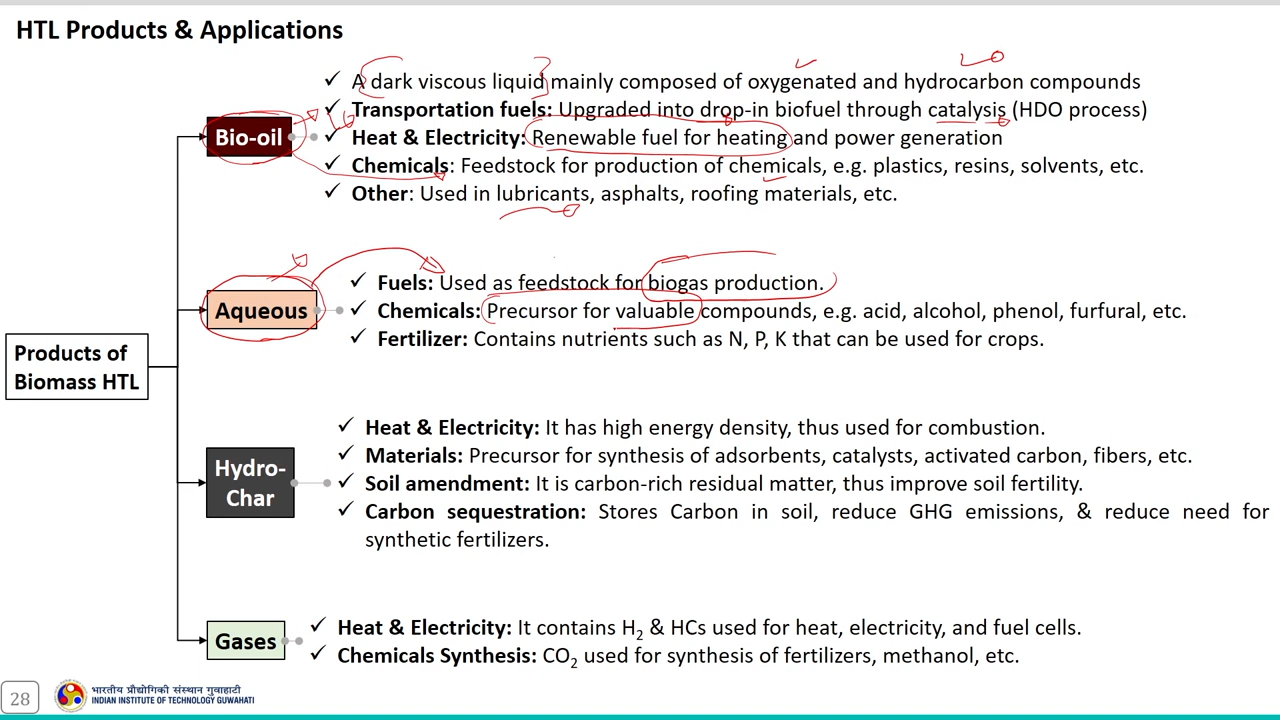 HTL Products & Applications
✓ A dark viscous liquid mainly composed of oxygenated and hydrocarbon compounds
✓ Transportation fuels: Upgraded into drop-in biofuel through catalysis (HDO process)
Bio-oil
✓ Heat & Electricity: Renewable fuel for heating and power generation
✓ Chemicals: Feedstock for production of chemicals, e.g. plastics, resins, solvents, etc.
✓ Other: Used in lubricants, asphalts, roofing materials, etc.
✓ Fuels: Used as feedstock for biogas production.
Aqueous
✓ Chemicals: Precursor for valuable compounds, e.g. acid, alcohol, phenol, furfural, etc.
✓ Fertilizer: Contains nutrients such as N, P, K that can be used for crops.
Products of
Biomass HTL
✓ Heat & Electricity: It has high energy density, thus used for combustion.
✓ Materials: Precursor for synthesis of adsorbents, catalysts, activated carbon, fibers, etc.
Hydro-
Char
✓ Soil amendment: It is carbon-rich residual matter, thus improve soil fertility.
✓ Carbon sequestration: Stores Carbon in soil, reduce GHG emissions, & reduce need for
synthetic fertilizers.
Gases
✓ Heat & Electricity: It contains H₂ & HCs used for heat, electricity, and fuel cells.
✓ Chemicals Synthesis: CO₂ used for synthesis of fertilizers, methanol, etc.
28
भारतीय प्रौद्योगिकी संस्थान गुवाहाटी
INDIAN INSTITUTE OF TECHNOLOGY GUWAHATI